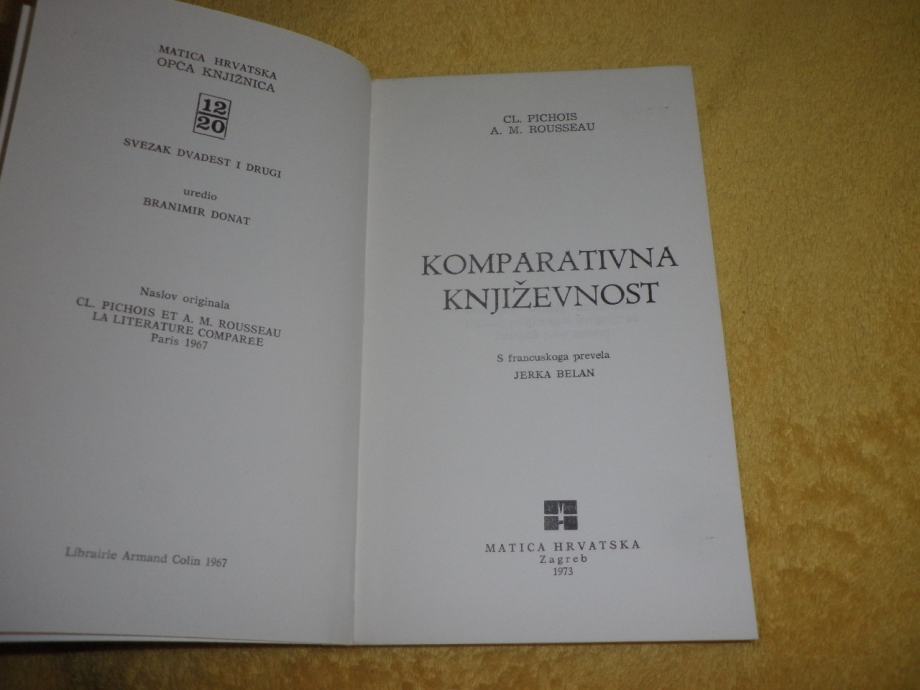 MATICA HRVATSKA
OPĆA KNJIŽNICA
12
20
SVEZAK DVADEST I DRUGI
uredio
BRANIMIR DONAT
Naslov originala
CL. PICHOIS ET A. M. ROUSSEAU
LA LITERATURE COMPAREE
Paris 1967
Librairie Armand Colin 1967
CL. PICHOIS
A. M. ROUSSEAU
KOMPARATIVNA
KNJIŽEVNOST
S francuskoga prevela
JERKA BELAN
MATICA HRVATSKA
Zagreb
1973